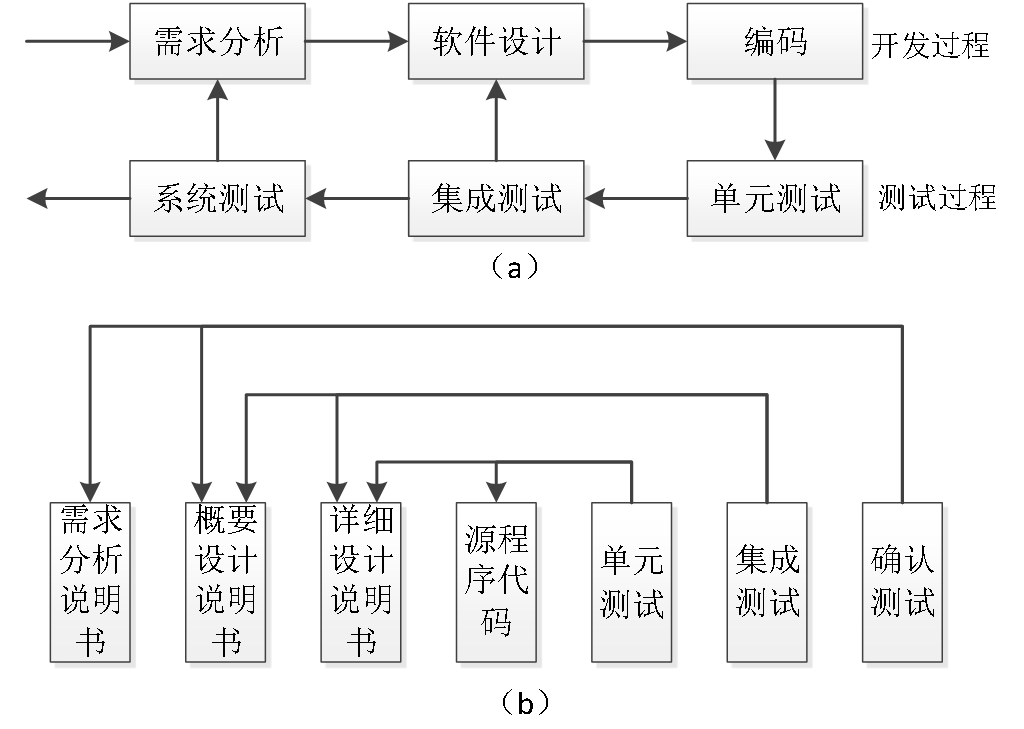 需求分析
软件设计
编码
开发过程
系统测试
集成测试
单元测试
测试过程
（a）
需求
分析
说明
书
概要
设计
说明
书
详细
设计
说明
书
源程
序代
码
单元
测试
集成
测试
确认
测试
（b）